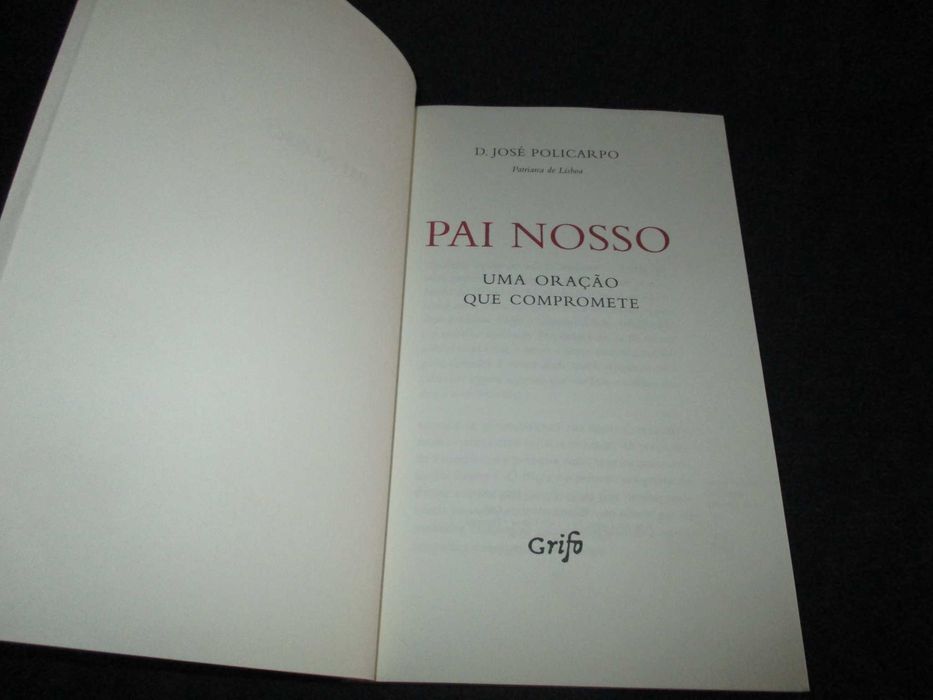 D. JOSÉ POLICARPO
Patriarca de Lisboa
PAI NOSSO
UMA ORAÇÃO
QUE COMPROMETE
Grifo